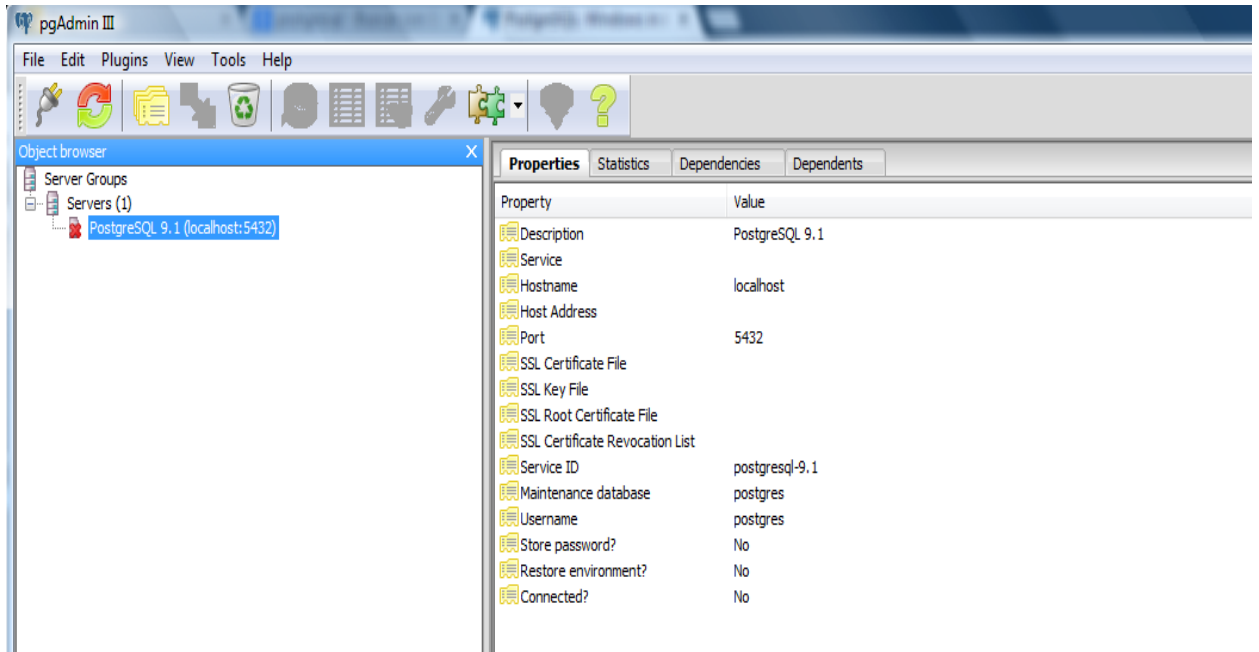 pgAdmin III
File Edit Plugins View Tools Help
Object browser X
Server Groups
Servers (1)
PostgreSQL 9.1 (localhost:5432)
Properties Statistics Dependencies Dependents
Property Value
Description PostgreSQL 9.1
Service
Hostname localhost
Host Address
Port 5432
SSL Certificate File
SSL Key File
SSL Root Certificate File
SSL Certificate Revocation List
Service ID postgresql-9.1
Maintenance database postgres
Username postgres
Store password? No
Restore environment? No
Connected? No